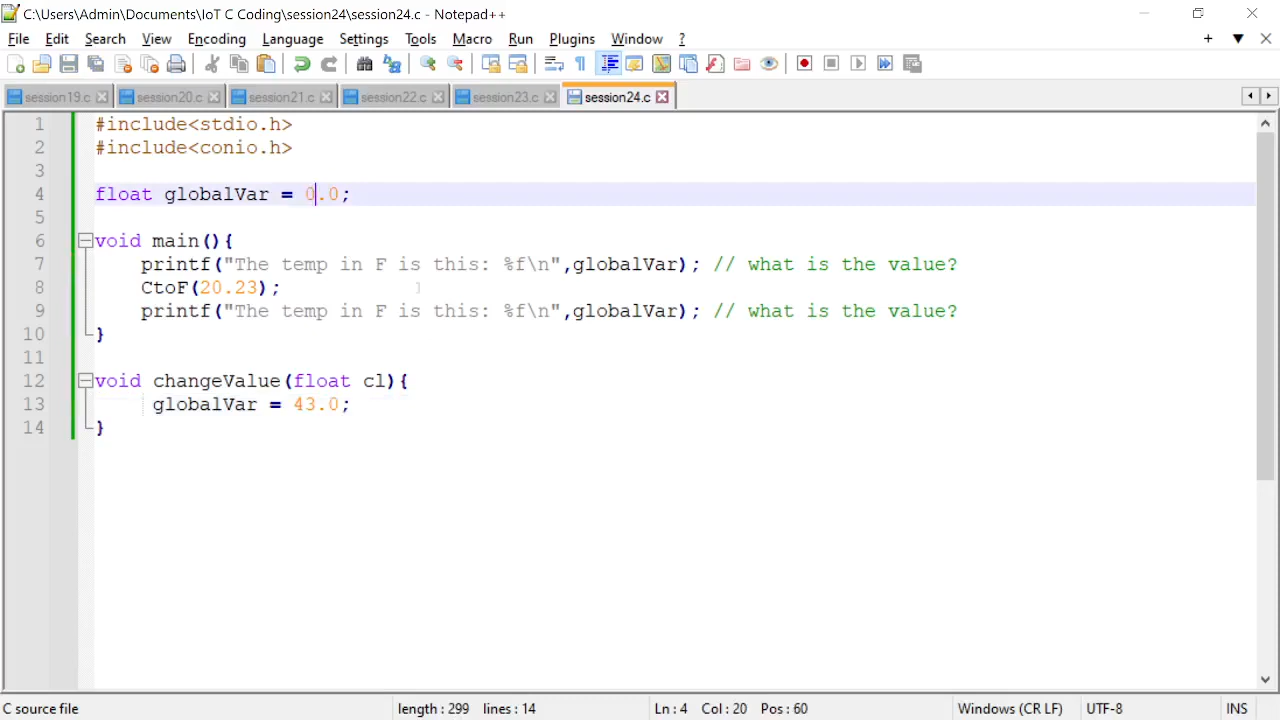 C:\Users\Admin\Documents\IoT C Coding\session24\session24.c - Notepad++
File Edit Search View Encoding Language Settings Tools Macro Run Plugins Window ?
session19.c session20.c session21.c session22.c session23.c session24.c
1 #include<stdio.h>
2 #include<conio.h>
3
4 float globalVar = 0.0;
5
6 void main(){
7 printf("The temp in F is this: %f\n",globalVar); // what is the value?
8 CtoF(20.23);
9 printf("The temp in F is this: %f\n",globalVar); // what is the value?
10 }
11
12 void changeValue(float cl){
13 globalVar = 43.0;
14 }
C source file length : 299 lines : 14 Ln : 4 Col : 20 Pos : 60 Windows (CR LF) UTF-8 INS